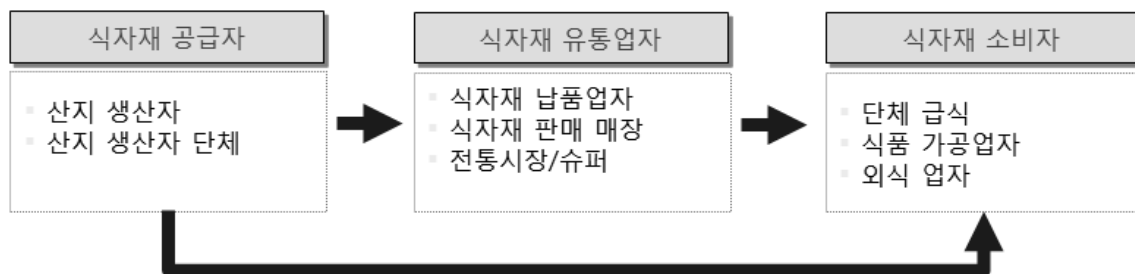 식자재 공급자
산지 생산자
산지 생산자 단체
식자재 유통업자
식자재 납품업자
식자재 판매 매장
전통시장/슈퍼
식자재 소비자
단체 급식
식품 가공업자
외식 업자